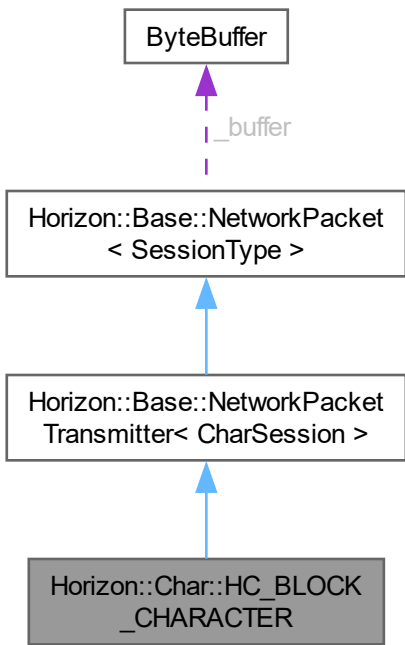 ByteBuffer
_buffer
Horizon::Base::NetworkPacket
< SessionType >
Horizon::Base::NetworkPacket
Transmitter< CharSession >
Horizon::Char::HC_BLOCK
_CHARACTER